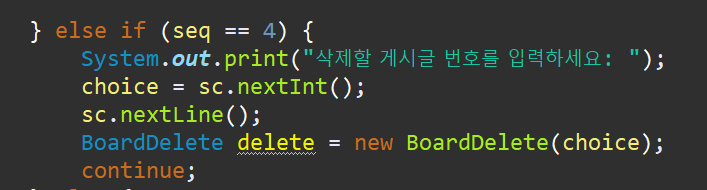 } else if (seq == 4) {
System.out.print("삭제할 게시글 번호를 입력하세요: ");
choice = sc.nextInt();
sc.nextLine();
BoardDelete delete = new BoardDelete(choice);
continue;